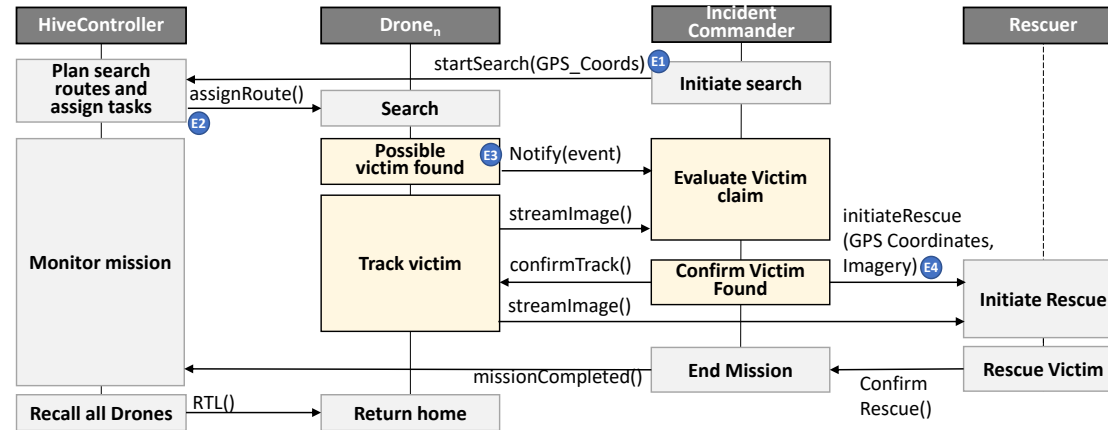 HiveController
Drone_n
Incident
Commander
Rescuer
Plan search
routes and
assign tasks
startSearch(GPS_Coords)
E1
Initiate search
assignRoute()
E2
Search
Possible
victim found
E3
Notify(event)
Evaluate Victim
claim
Monitor mission
Track victim
streamImage()
initiateRescue
(GPS Coordinates,
Imagery)
E4
confirmTrack()
Confirm Victim
Found
streamImage()
Initiate Rescue
missionCompleted()
End Mission
Rescue Victim
Confirm
Rescue()
Recall all Drones
RTL()
Return home